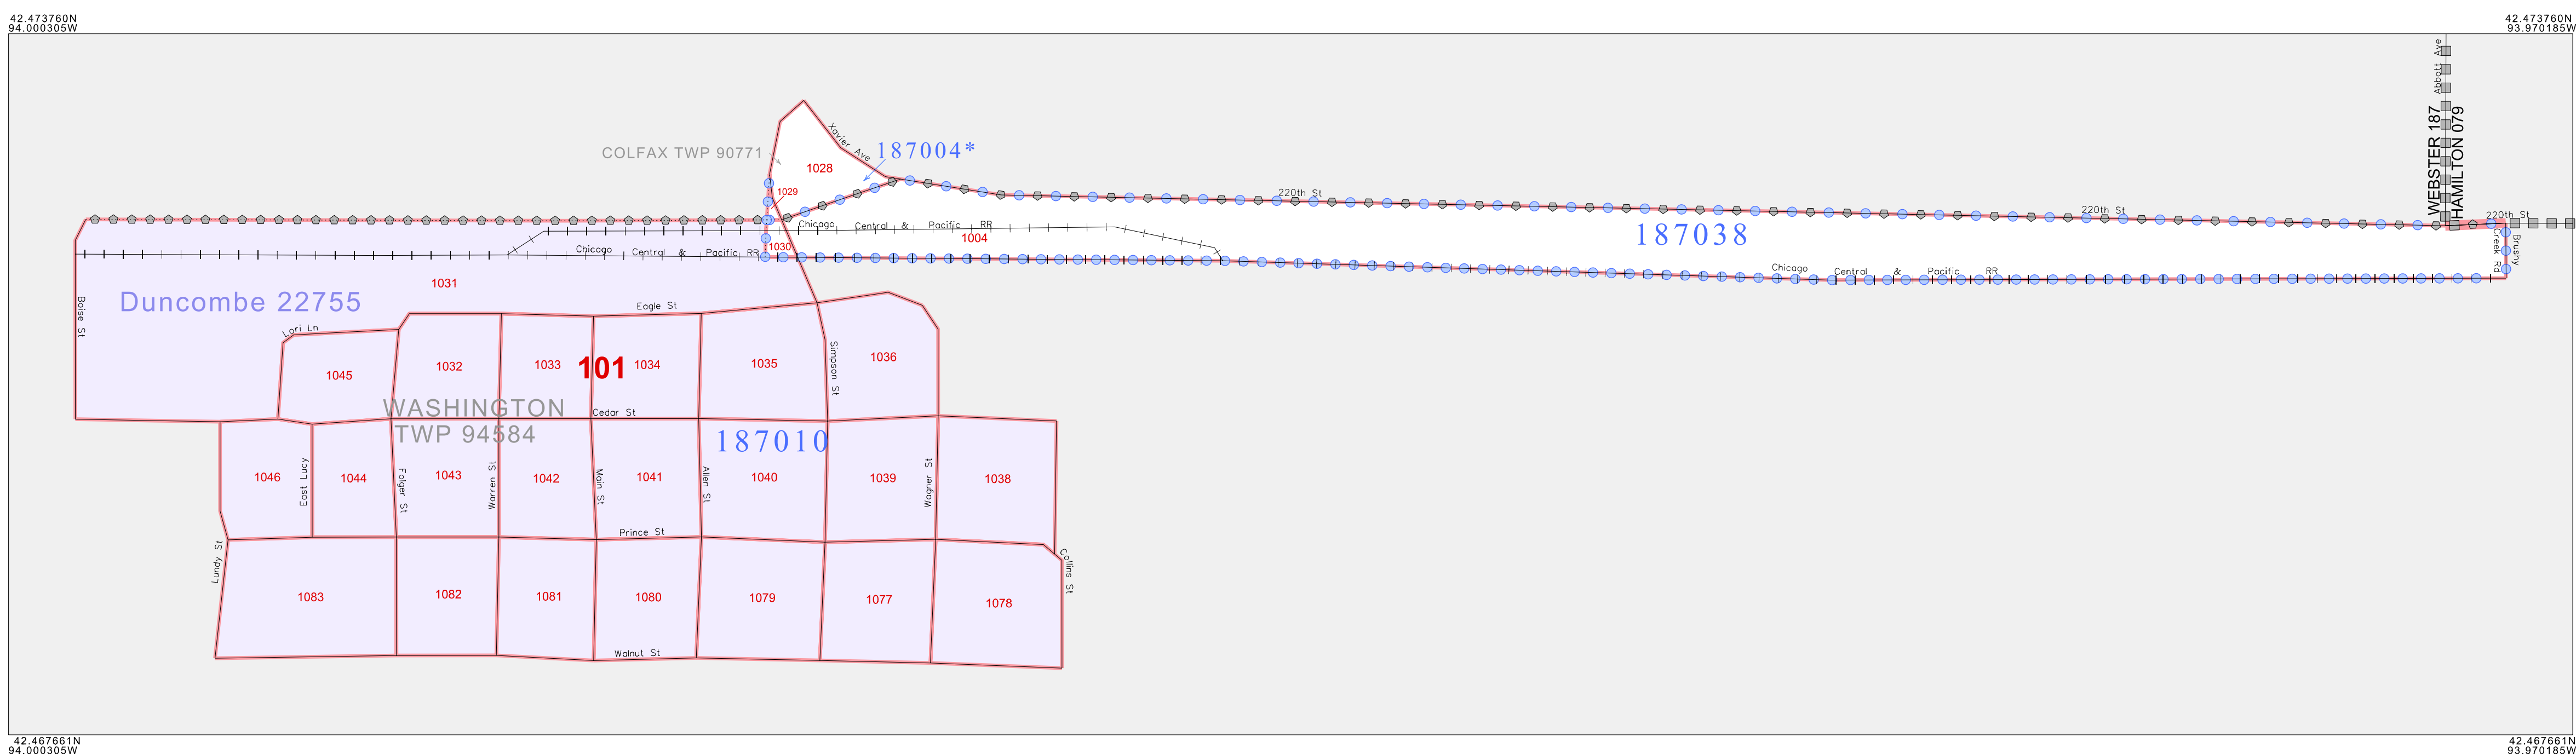 42.473760N
94.000305W
42.473760N
93.970185W
Abbott Ave
WEBSTER 187
HAMILTON 079
Xavier Ave
COLFAX TWP 90771
187004*
1028
1029
220th St
220th St
220th St
Chicago Central & Pacific RR
1004
187038
Brushy
Creek Rd
1030
Chicago Central & Pacific RR
Chicago Central & Pacific RR
1031
Duncombe 22755
Boise St
Eagle St
Lori Ln
1045
1032
1033
101
1034
1035
Simpson St
1036
WASHINGTON
TWP 94584
Cedar St
187010
1046
East Lucy
1044
Folger St
1043
Warren St
1042
Main St
1041
Allen St
1040
1039
Wagner St
1038
Prince St
Lundy St
Collins St
1083
1082
1081
1080
1079
1077
1078
Walnut St
42.467661N
94.000305W
42.467661N
93.970185W